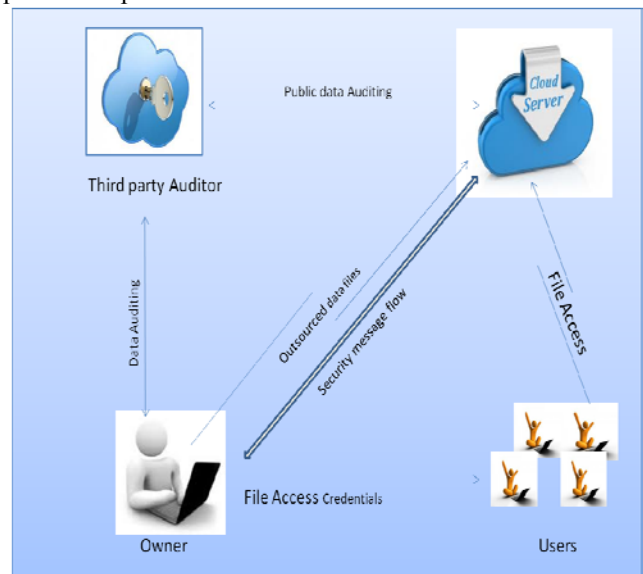 Public data Auditing
Cloud
Server
Third party Auditor
Data Auditing
Outsourced data files
Security message flow
File Access
File Access Credentials
Owner
Users